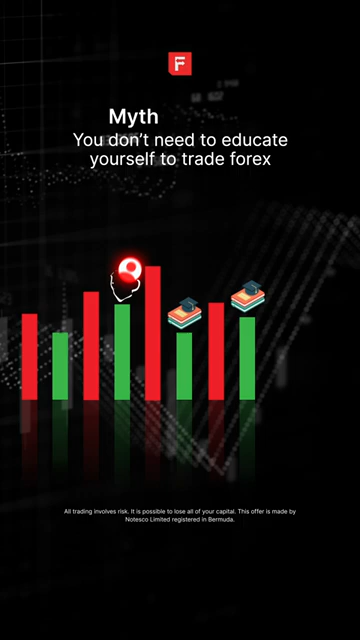 F
Myth
You don't need to educate
yourself to trade forex
All trading involves risk. It is possible to lose all of your capital. This offer is made by
Notesco Limited registered in Bermuda.